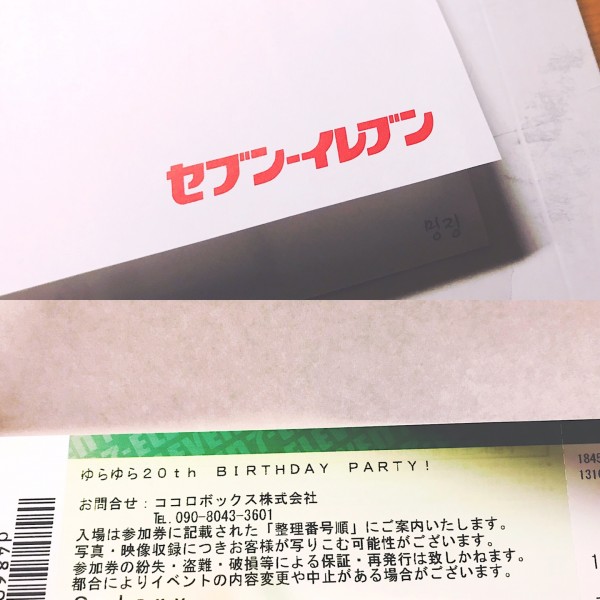 セブン-イレブン
밍징
7-ELEVEN
ゆらゆら20th BIRTHDAY PARTY!
お問合せ:ココロボックス株式会社
TEL.090-8043-3601
入場は参加券に記載された「整理番号順」にご案内いたします。
写真・映像収録につきお客様が写りこむ可能性がございます。
参加券の紛失・盗難・破損等による保証・再発行は致しかねます。
都合によりイベントの内容変更や中止がある場合がございます。
1845
1316